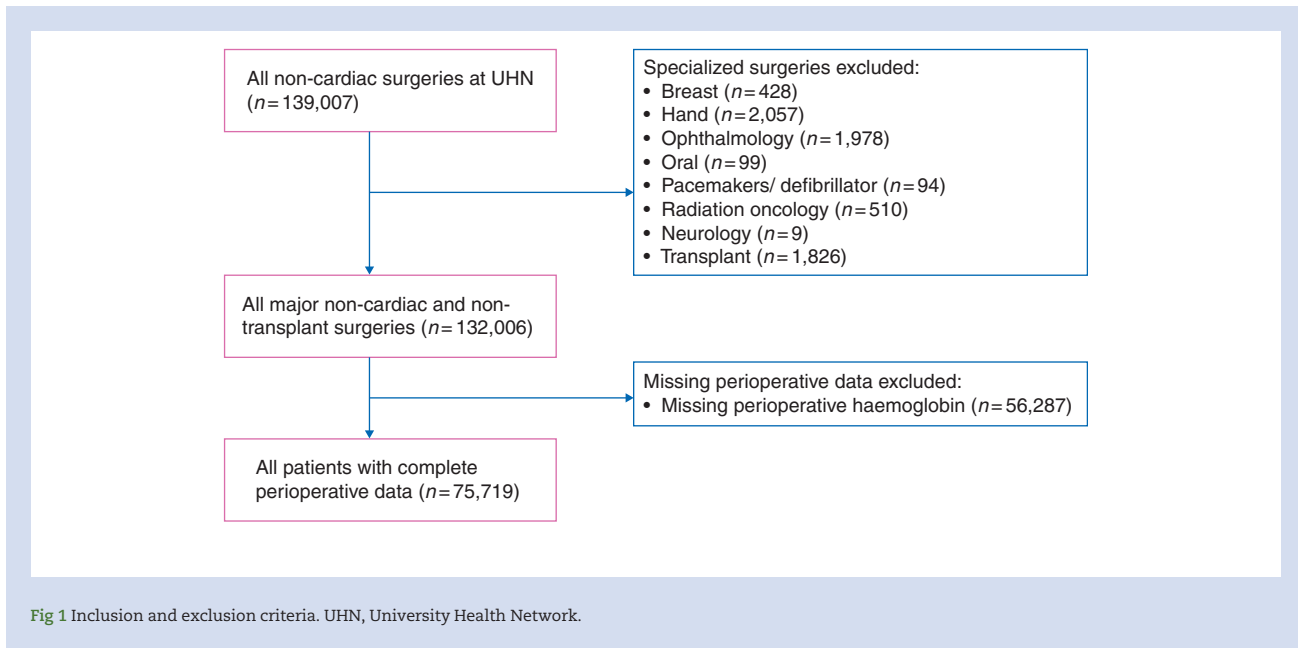 All non-cardiac surgeries at UHN
(n=139,007)
Specialized surgeries excluded:
• Breast (n=428)
• Hand (n=2,057)
• Ophthalmology (n=1,978)
• Oral (n=99)
• Pacemakers/ defibrillator (n=94)
• Radiation oncology (n=510)
• Neurology (n=9)
• Transplant (n=1,826)
All major non-cardiac and non-
transplant surgeries (n=132,006)
Missing perioperative data excluded:
• Missing perioperative haemoglobin (n=56,287)
All patients with complete
perioperative data (n=75,719)
Fig 1 Inclusion and exclusion criteria. UHN, University Health Network.